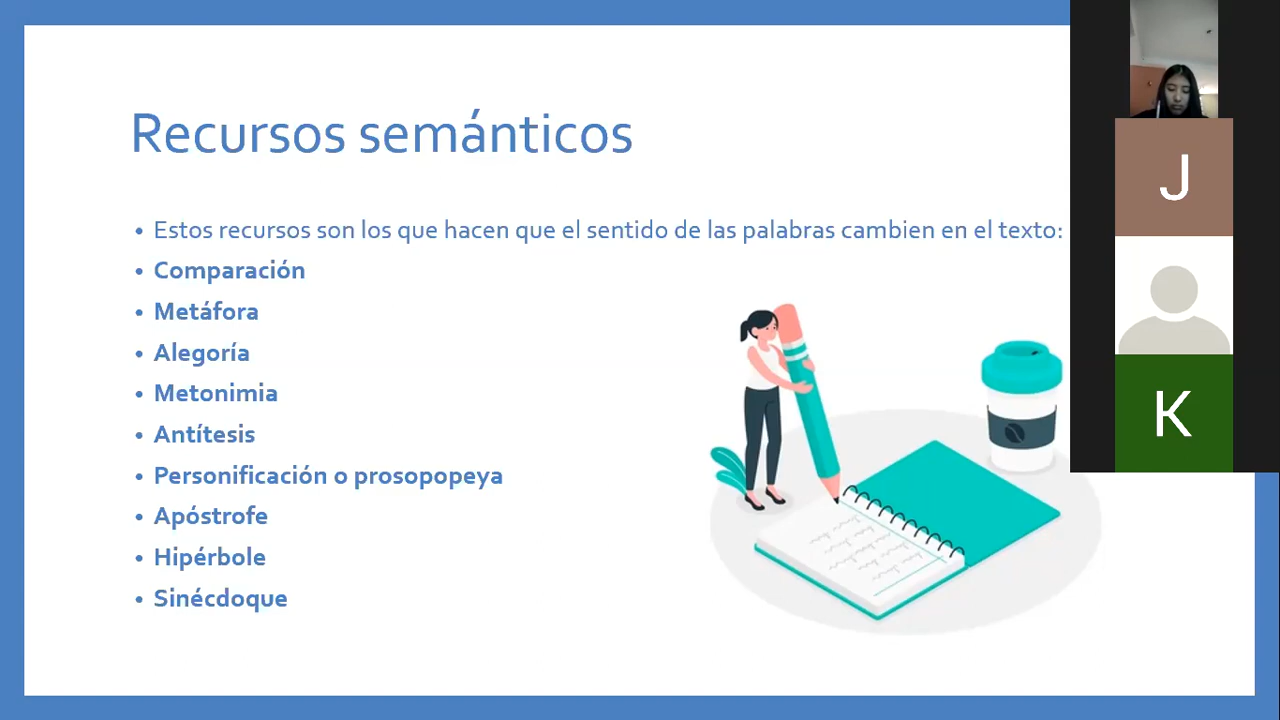 Recursos semánticos
Estos recursos son los que hacen que el sentido de las palabras cambien en el texto:
Comparación
Metáfora
Alegoría
Metonimia
Antítesis
Personificación o prosopopeya
Apóstrofe
Hipérbole
Sinécdoque
J
K